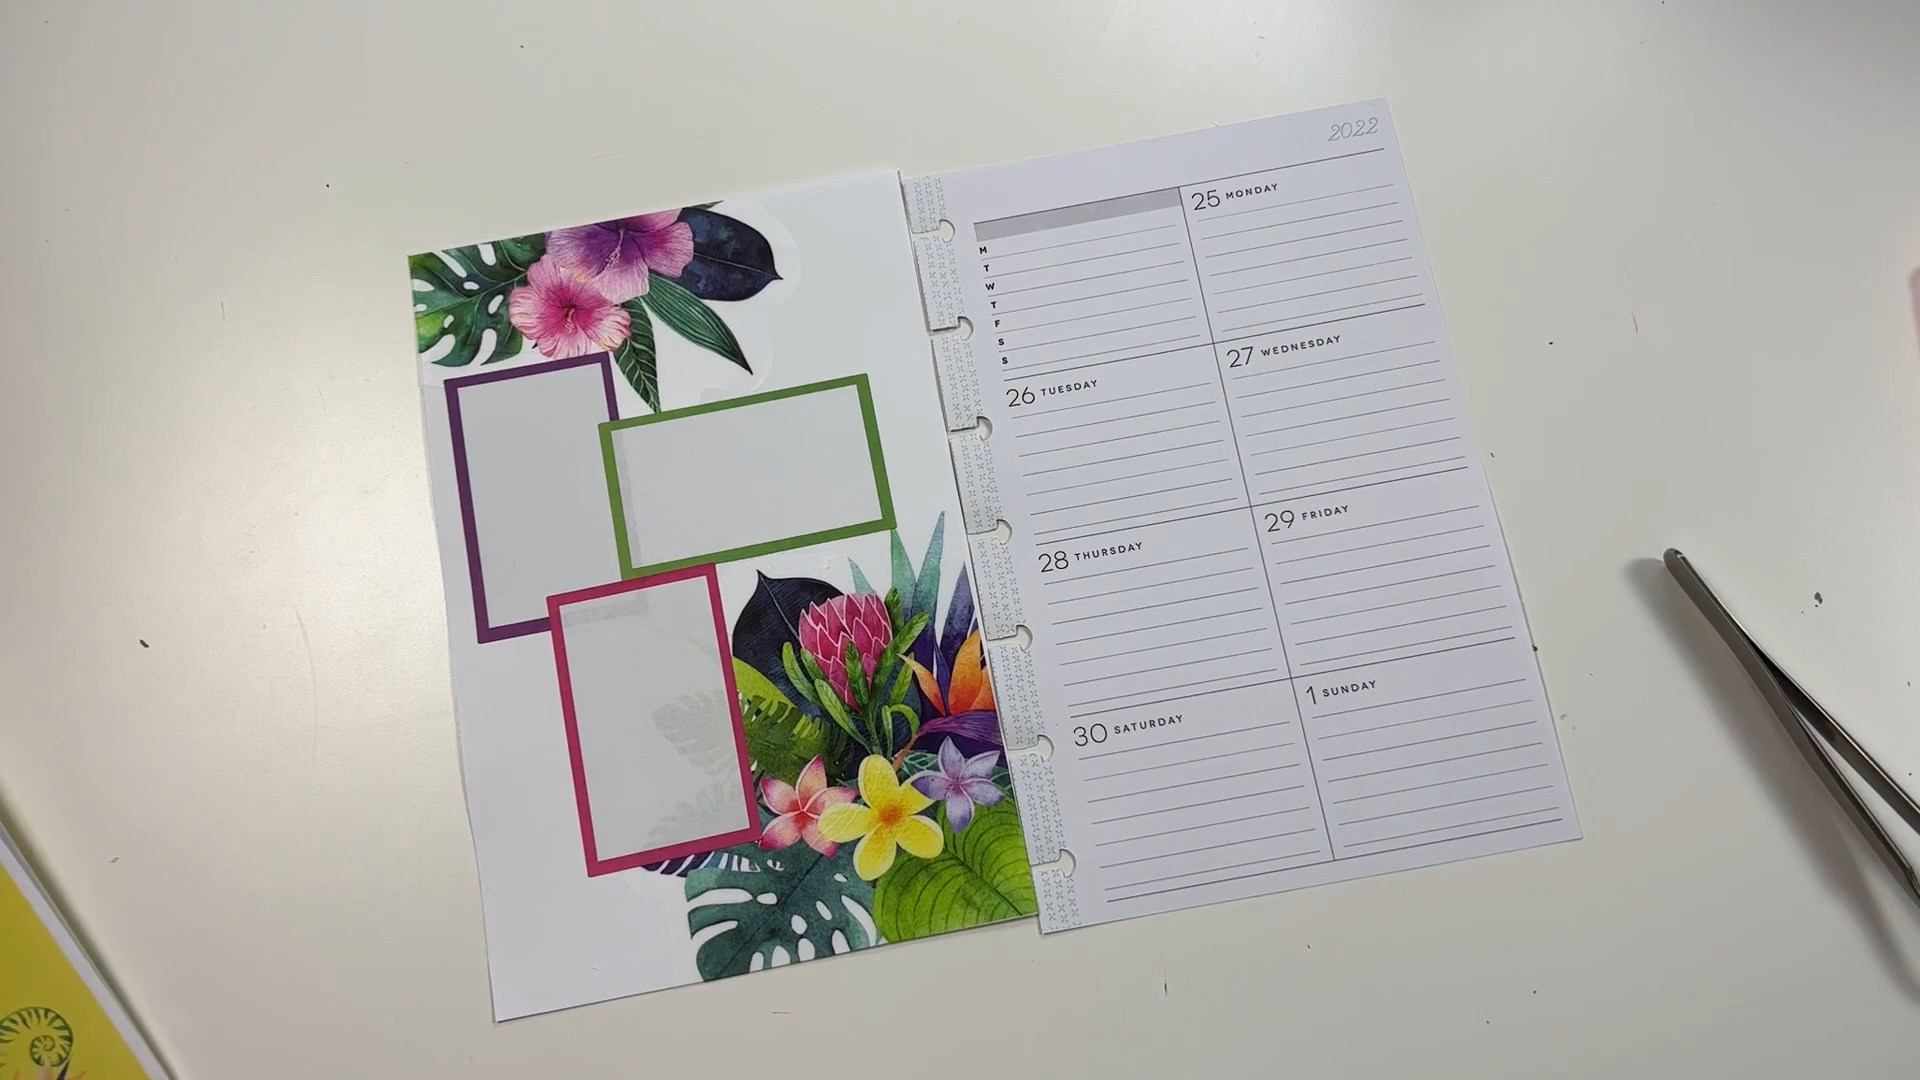 2022
25 MONDAY
M
T
W
T
F
S
S
26 TUESDAY
27 WEDNESDAY
28 THURSDAY
29 FRIDAY
30 SATURDAY
1 SUNDAY